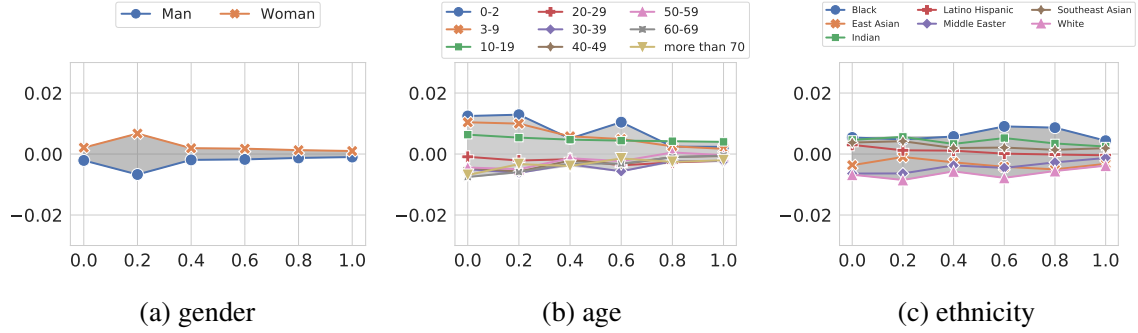 Man Woman
0.02
0.00
−0.02
0.0 0.2 0.4 0.6 0.8 1.0
(a) gender
0-2 20-29 50-59
3-9 30-39 60-69
10-19 40-49 more than 70
0.02
0.00
−0.02
0.0 0.2 0.4 0.6 0.8 1.0
(b) age
Black Latino Hispanic Southeast Asian
East Asian Middle Easter White
Indian
0.02
0.00
−0.02
0.0 0.2 0.4 0.6 0.8 1.0
(c) ethnicity